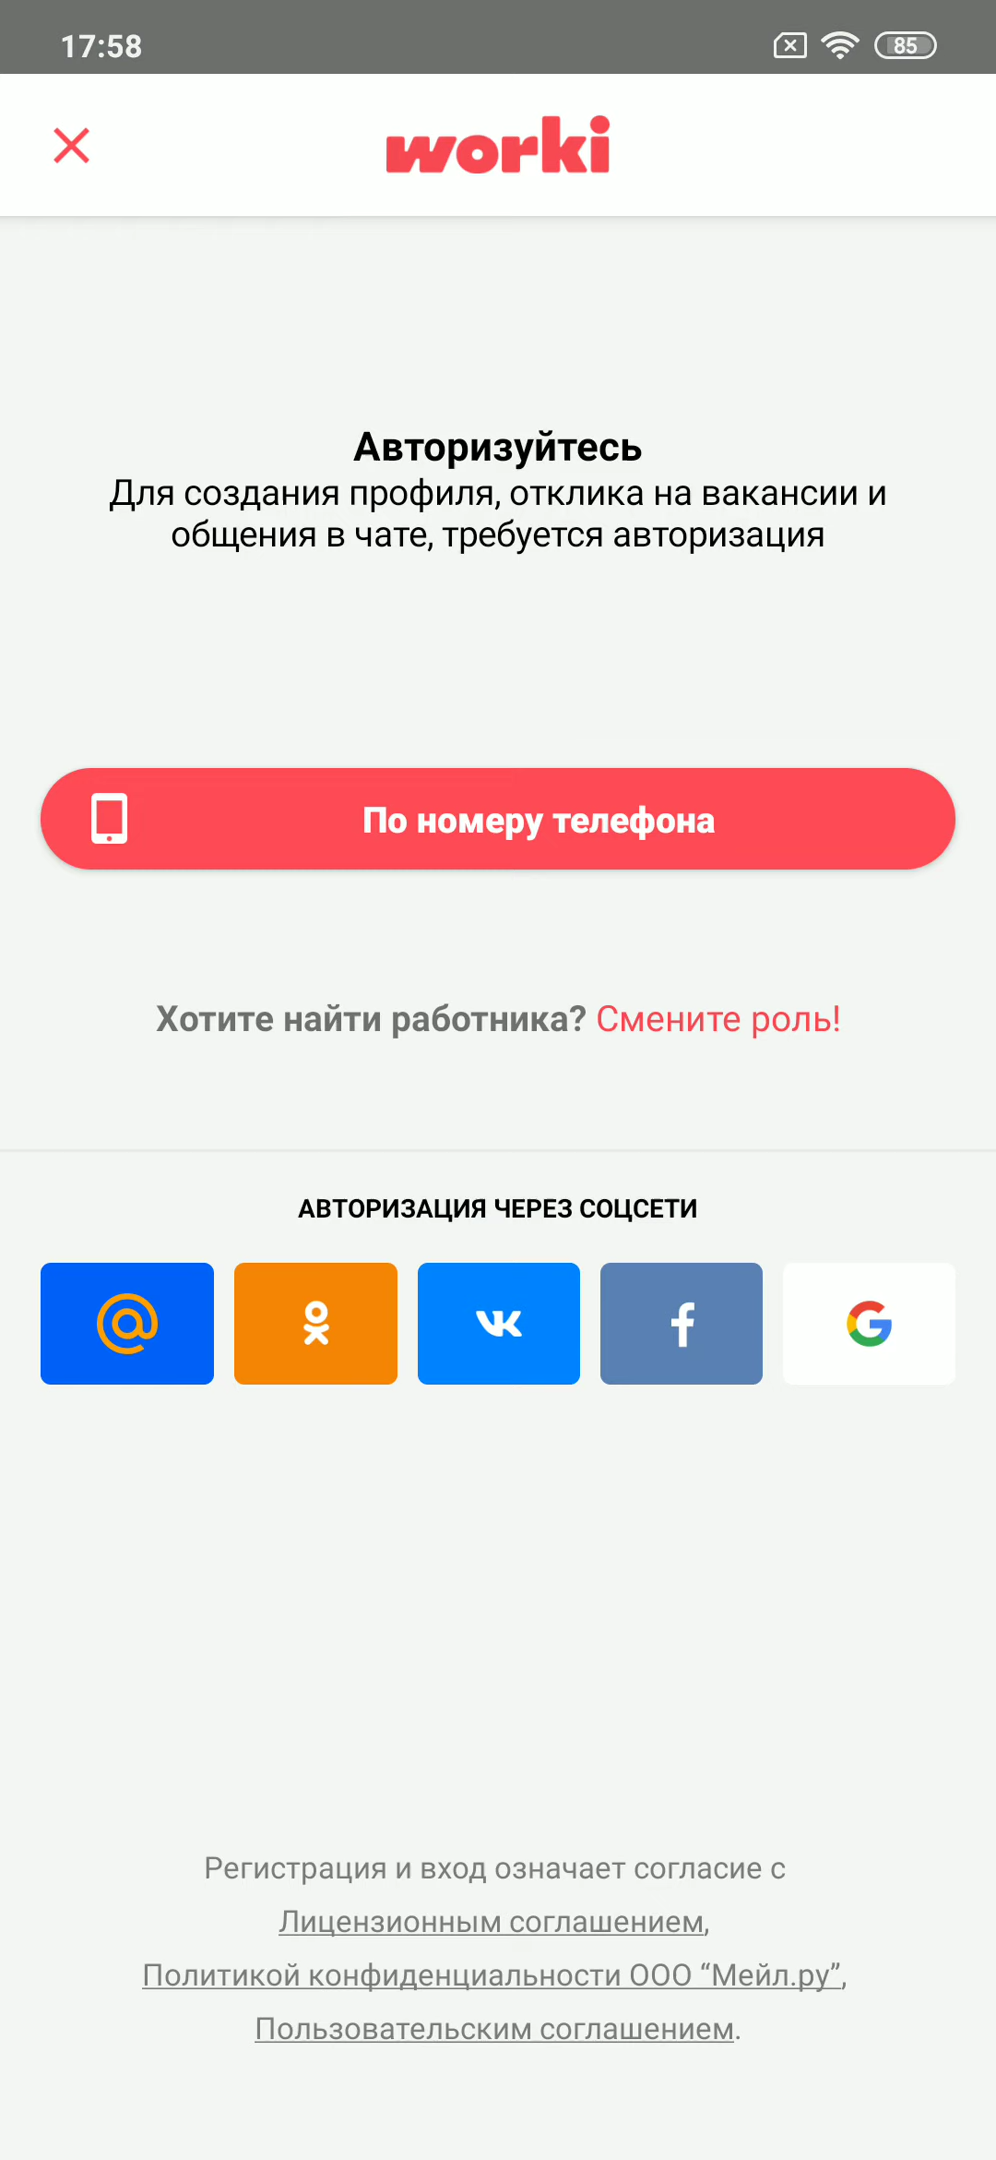 17:58
85
worki
Авторизуйтесь
Для создания профиля, отклика на вакансии и
общения в чате, требуется авторизация
По номеру телефона
Хотите найти работника? Смените роль!
АВТОРИЗАЦИЯ ЧЕРЕЗ СОЦСЕТИ
Регистрация и вход означает согласие с
Лицензионным соглашением,
Политикой конфиденциальности ООО “Мейл.ру”,
Пользовательским соглашением.